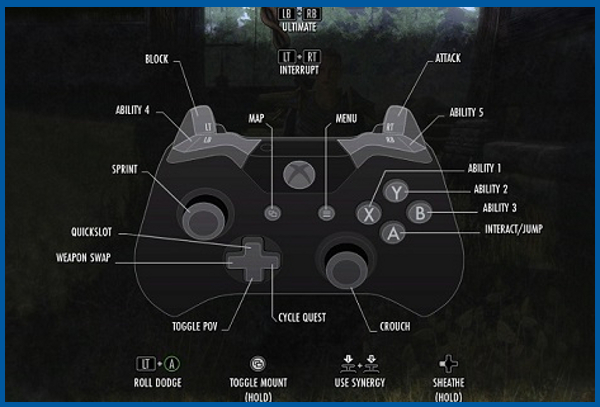 LB + RB
ULTIMATE
LT + RT
INTERRUPT
BLOCK
ATTACK
ABILITY 4
ABILITY 5
MAP
MENU
LT
RT
LB
RB
SPRINT
ABILITY 1
ABILITY 2
ABILITY 3
INTERACT/JUMP
Y
X
B
A
QUICKSLOT
WEAPON SWAP
TOGGLE POV
CYCLE QUEST
CROUCH
LT + A
ROLL DODGE
TOGGLE MOUNT
(HOLD)
+
USE SYNERGY
SHEATHE
(HOLD)